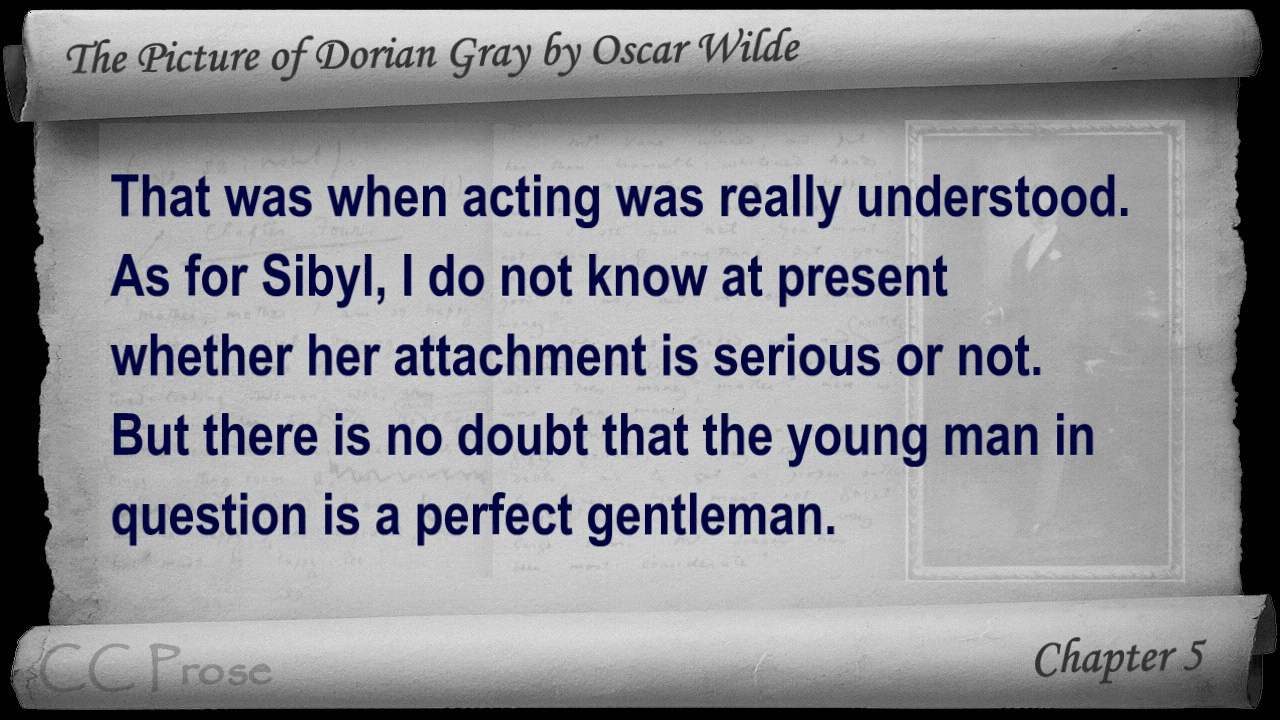 The Picture of Dorian Gray by Oscar Wilde
That was when acting was really understood.
As for Sibyl, I do not know at present
whether her attachment is serious or not.
But there is no doubt that the young man in
question is a perfect gentleman.
CC Prose
Chapter 5